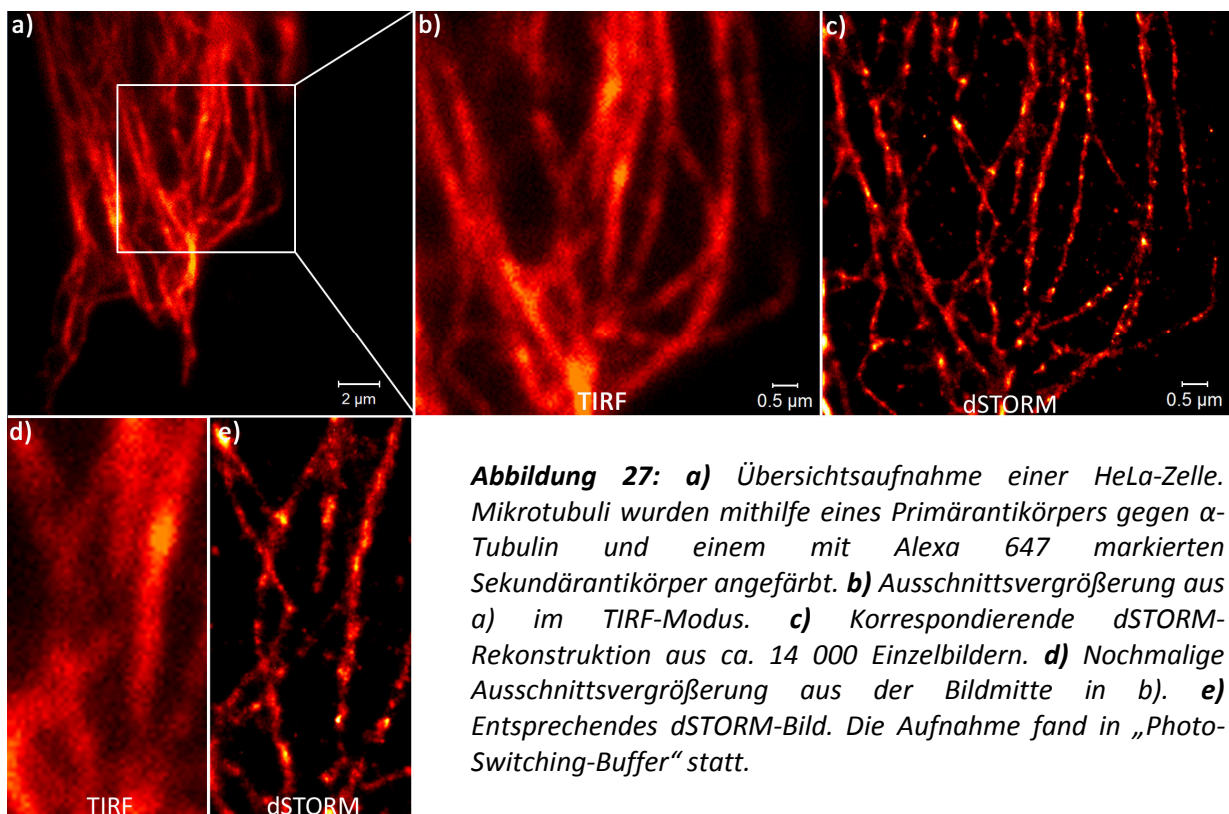 a)
b)
c)
2 µm
TIRF
0.5 µm
dSTORM
0.5 µm
d)
e)
TIRF
dSTORM
Abbildung 27: a) Übersichtsaufnahme einer HeLa-Zelle.
Mikrotubuli wurden mithilfe eines Primärantikörpers gegen α-
Tubulin und einem mit Alexa 647 markierten
Sekundärantikörper angefärbt. b) Ausschnittsvergrößerung aus
a) im TIRF-Modus. c) Korrespondierende dSTORM-
Rekonstruktion aus ca. 14 000 Einzelbildern. d) Nochmalige
Ausschnittsvergrößerung aus der Bildmitte in b). e)
Entsprechendes dSTORM-Bild. Die Aufnahme fand in „Photo-
Switching-Buffer“ statt.